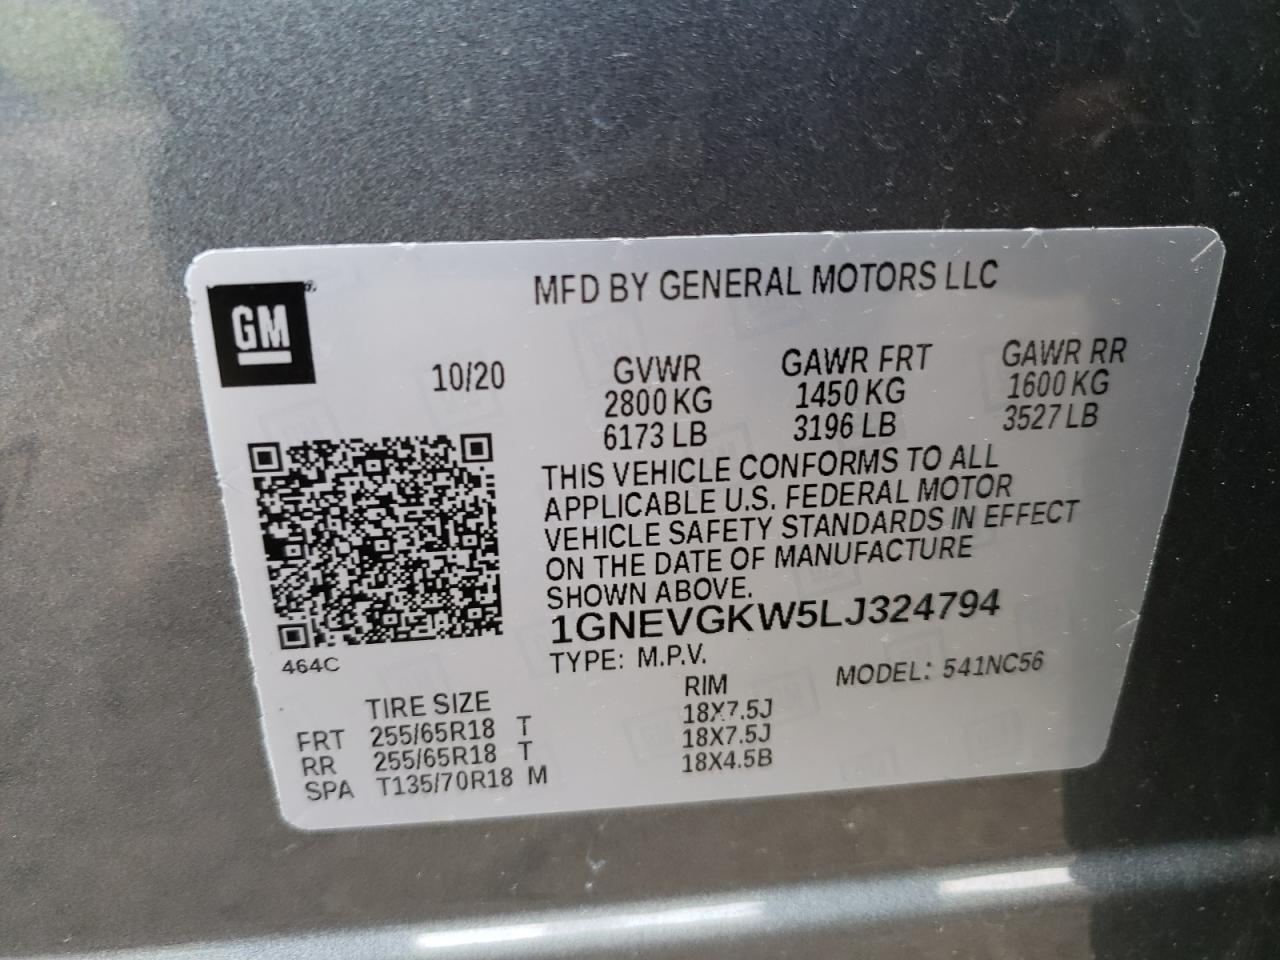 GM
MFD BY GENERAL MOTORS LLC
10/20
GVWR GAWR FRT GAWR RR
2800 KG 1450 KG 1600 KG
6173 LB 3196 LB 3527 LB
THIS VEHICLE CONFORMS TO ALL
APPLICABLE U.S. FEDERAL MOTOR
VEHICLE SAFETY STANDARDS IN EFFECT
ON THE DATE OF MANUFACTURE
SHOWN ABOVE.
1GNEVGKW5LJ324794
464C
TYPE: M.P.V. MODEL: 541NC56
TIRE SIZE RIM
FRT 255/65R18 T 18X7.5J
RR 255/65R18 T 18X7.5J
SPA T135/70R18 M 18X4.5B